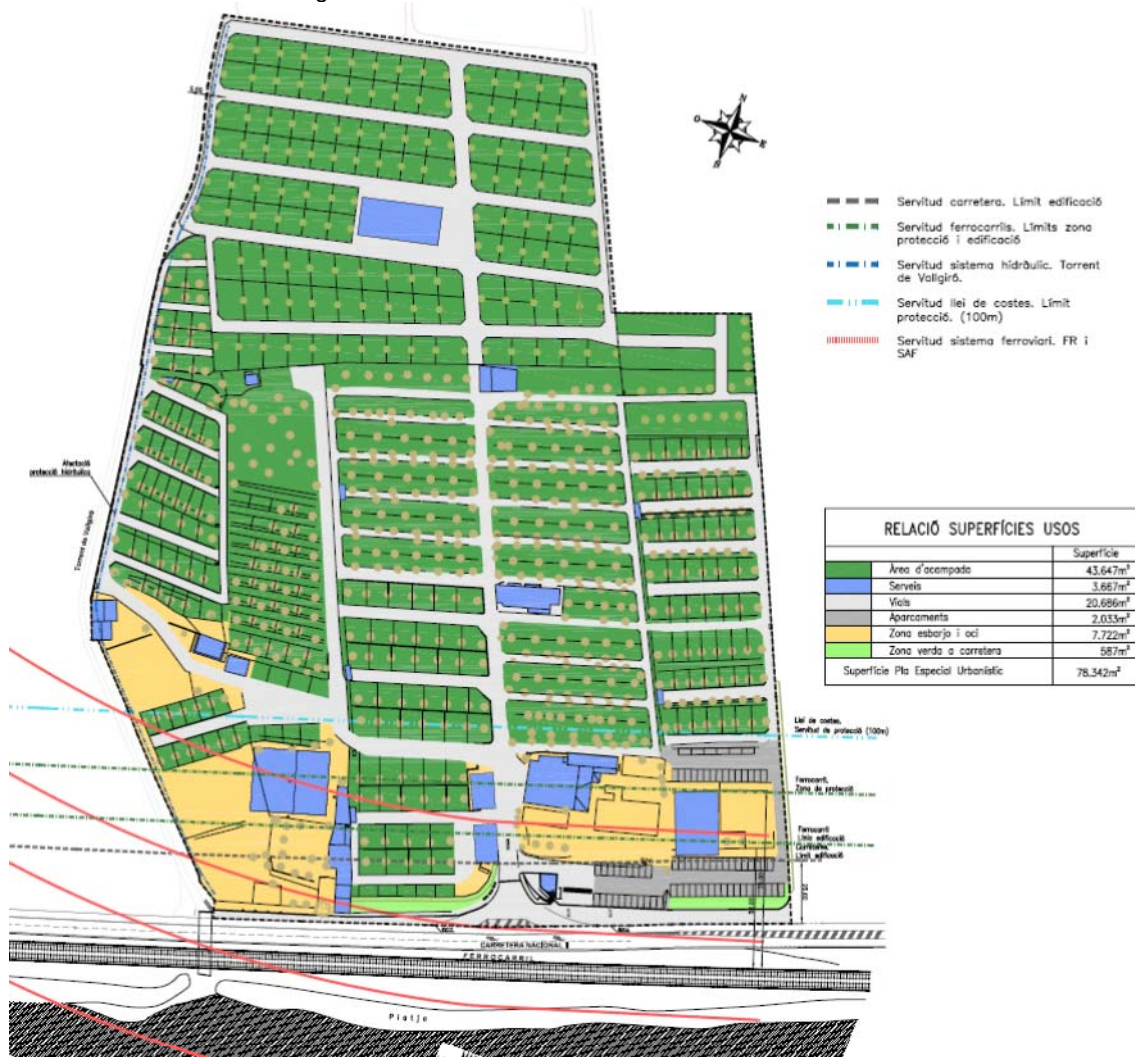 N
O
E
S
Servitud carretera. Límit edificació
Servitud ferrocarrils. Límits zona
protecció i edificació
Servitud sistema hidràulic. Torrent
de Vallgiró.
Servitud llei de costes. Límit
protecció. (100m)
Servitud sistema ferroviari. FR i
SAF
Afectació
protecció hidràulica
Torrent de Vallgiró
RELACIÓ SUPERFÍCIES USOS
Superfície
Àrea d'acampada 43.647m²
Serveis 3.667m²
Vials 20.686m²
Aparcaments 2.033m²
Zona esbarjo i oci 7.722m²
Zona verda a carretera 587m²
Superfície Pla Especial Urbanístic 78.342m²
Llei de costes.
Servitud de protecció (100m)
Ferrocarril.
Zona de protecció
Ferrocarril
Límit edificació
Carretera.
Límit edificació
CARRETERA NACIONAL II
FERROCARRIL
Platja